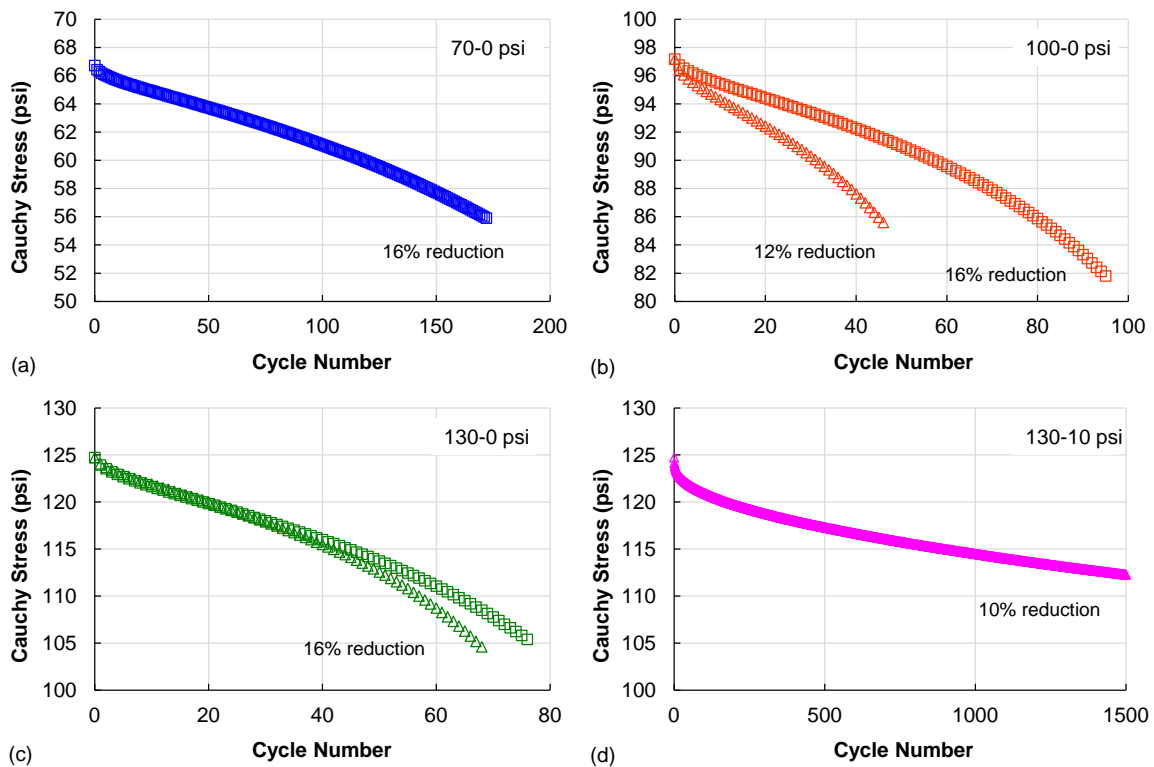 70-0 psi
Cauchy Stress (psi)
70
68
66
64
62
60
58
56
54
52
50
16% reduction
0
50
100
150
200
Cycle Number
(a)
100-0 psi
Cauchy Stress (psi)
100
98
96
94
92
90
88
86
84
82
80
12% reduction
16% reduction
0
20
40
60
80
100
Cycle Number
(b)
130-0 psi
Cauchy Stress (psi)
130
125
120
115
110
105
100
16% reduction
0
20
40
60
80
Cycle Number
(c)
130-10 psi
Cauchy Stress (psi)
130
125
120
115
110
105
100
10% reduction
0
500
1000
1500
Cycle Number
(d)